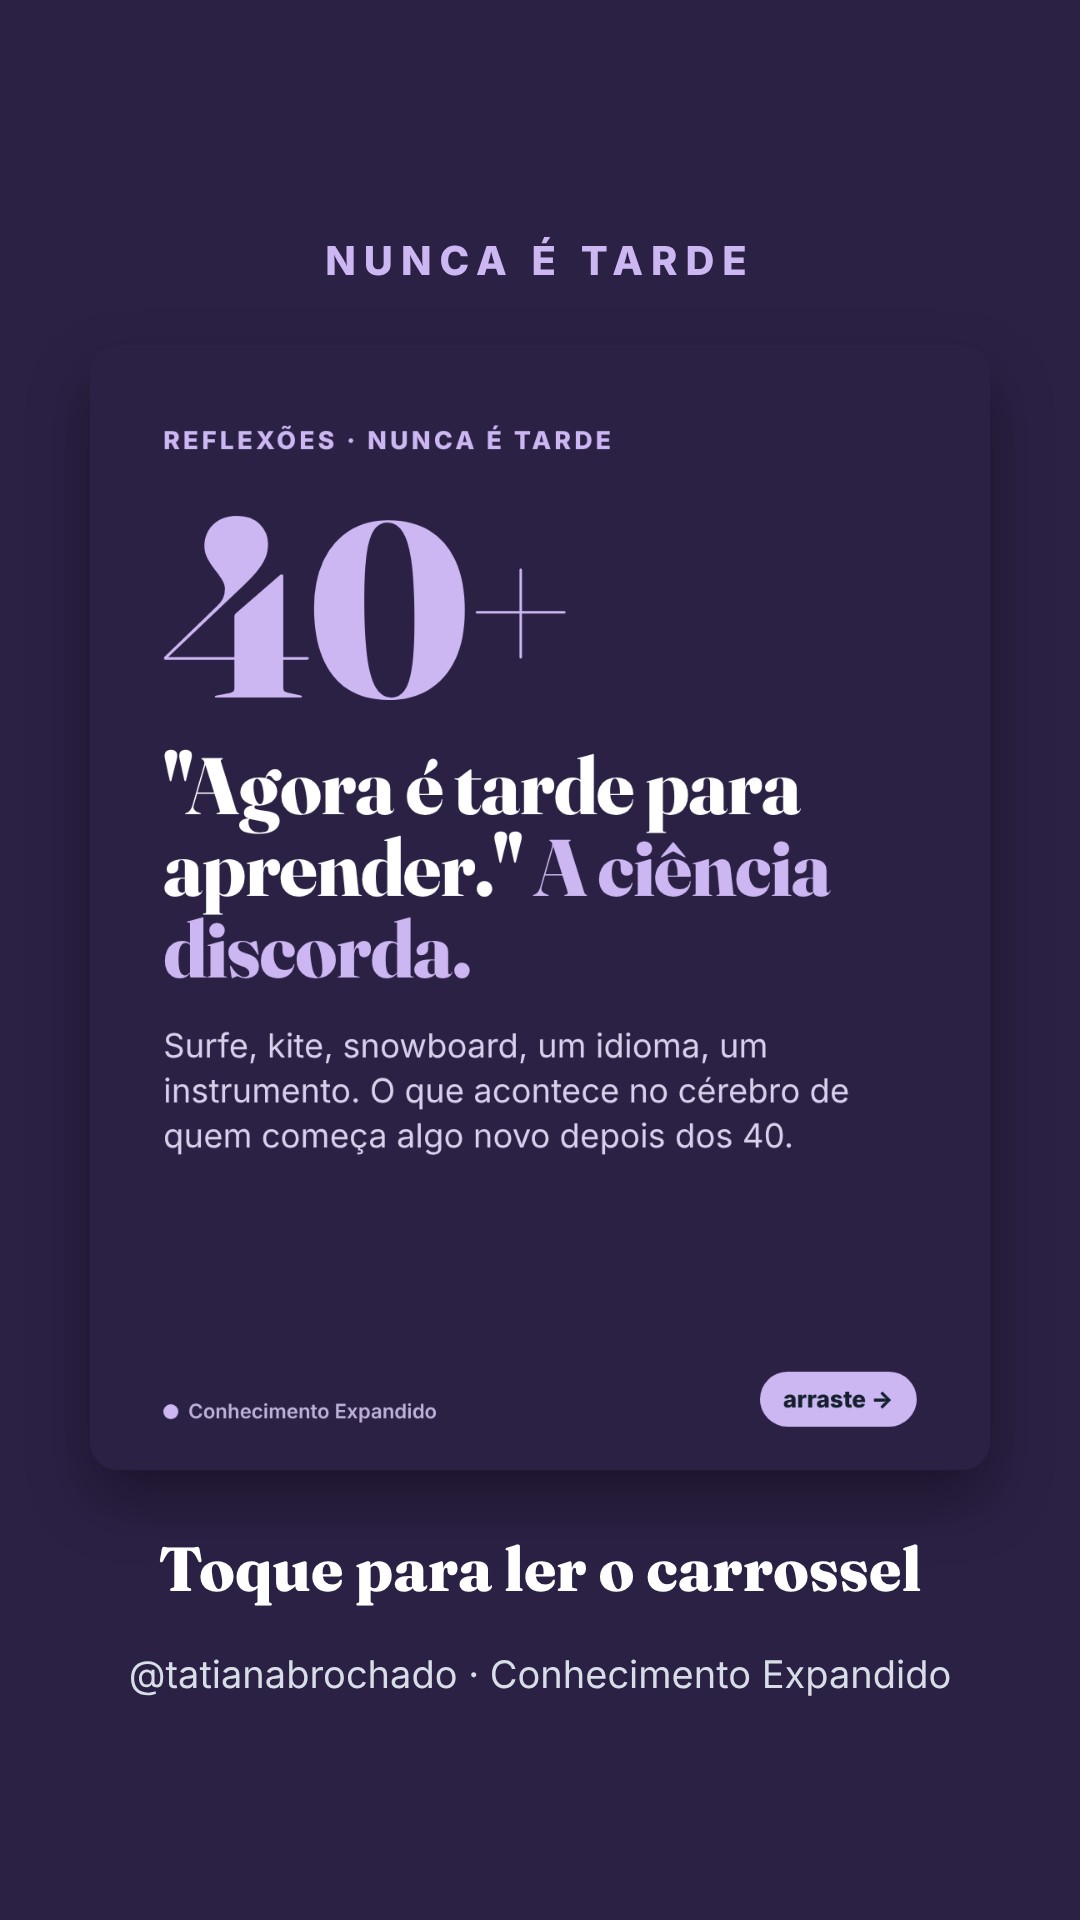 NUNCA É TARDE
REFLEXÕES · NUNCA É TARDE
40+
"Agora é tarde para
aprender." A ciência
discorda.
Surfe, kite, snowboard, um idioma, um
instrumento. O que acontece no cérebro de
quem começa algo novo depois dos 40.
Conhecimento Expandido
arraste →
Toque para ler o carrossel
@tatianabrochado · Conhecimento Expandido